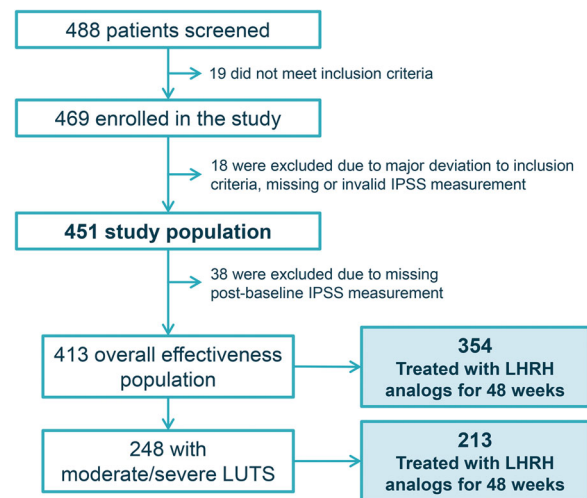 488 patients screened
19 did not meet inclusion criteria
469 enrolled in the study
18 were excluded due to major deviation to inclusion
criteria, missing or invalid IPSS measurement
451 study population
38 were excluded due to missing
post-baseline IPSS measurement
413 overall effectiveness
population
354
Treated with LHRH
analogs for 48 weeks
248 with
moderate/severe LUTS
213
Treated with LHRH
analogs for 48 weeks